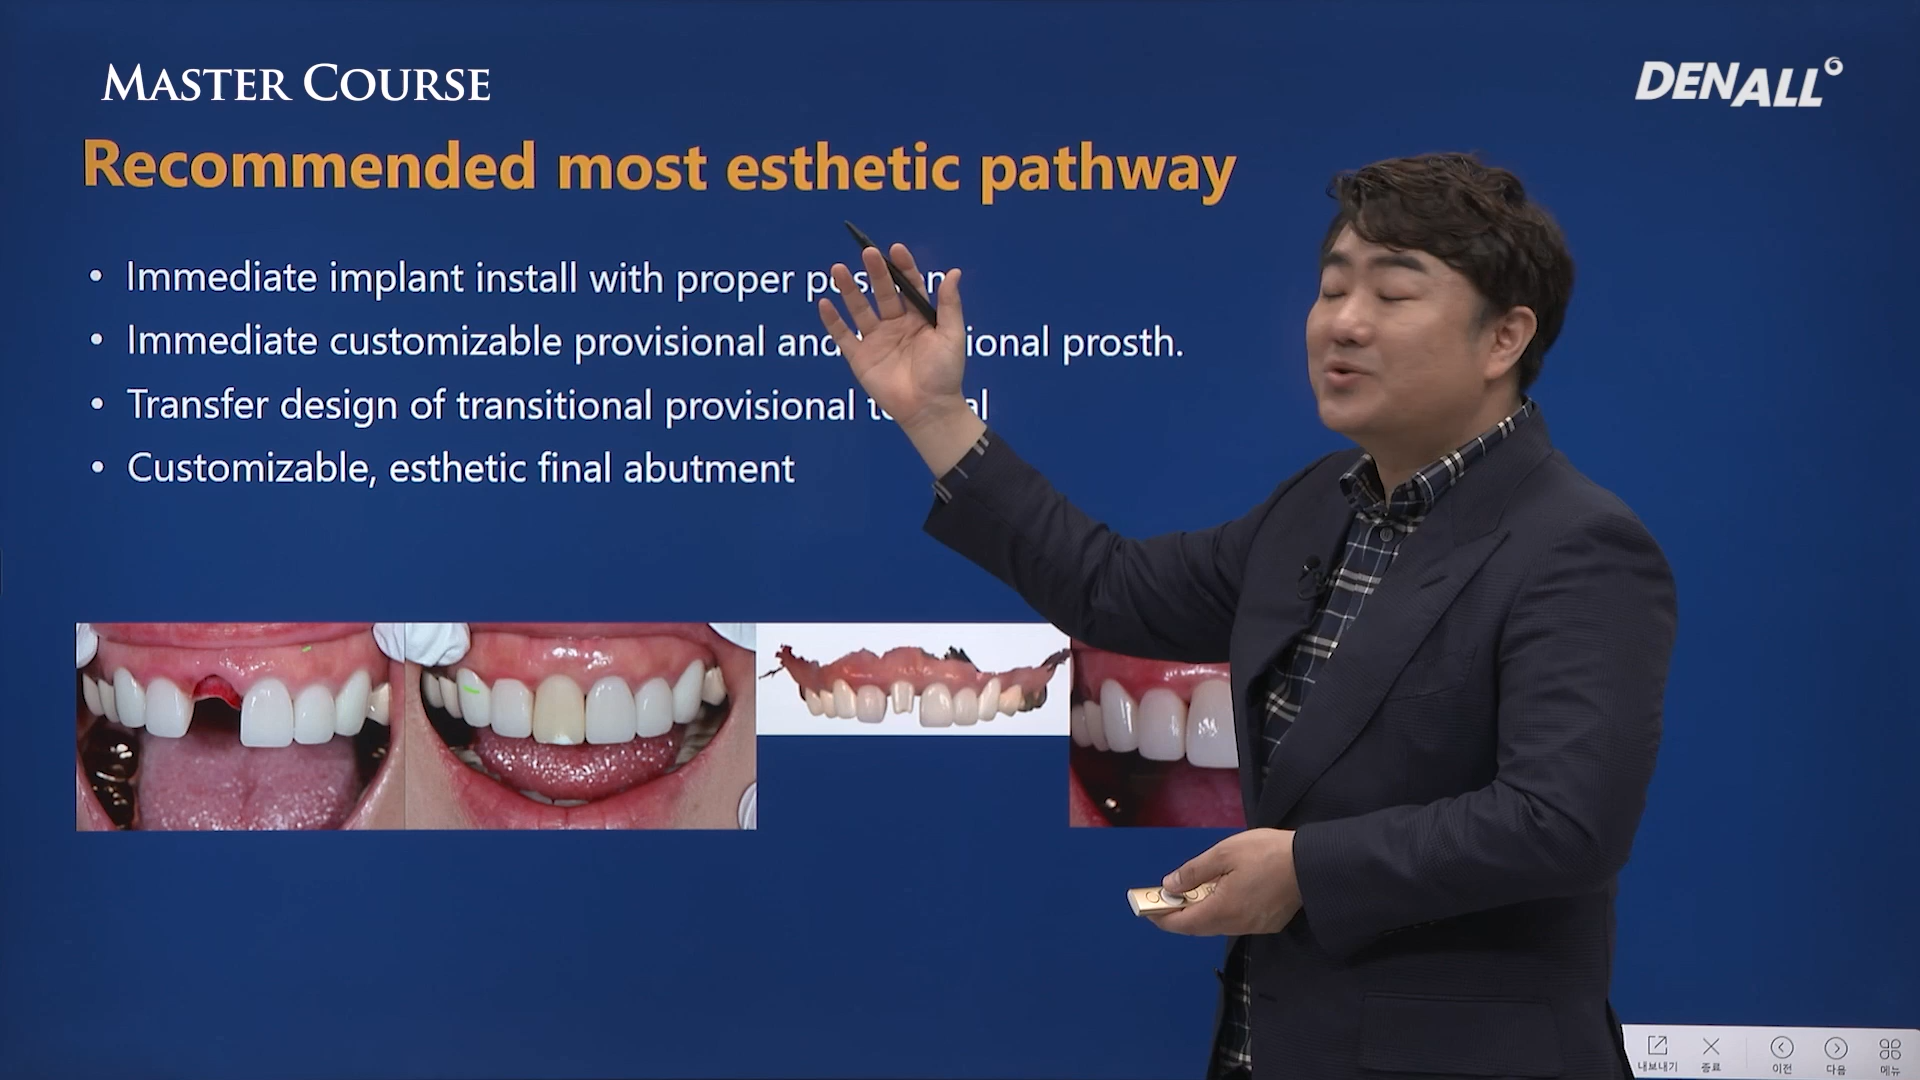 MASTER COURSE
DENALL
Recommended most esthetic pathway
• Immediate implant install with proper
• Immediate customizable provisional and prosth.
• Transfer design of transitional provisional
• Customizable, esthetic final abutment
내보내기 종료 이전 다음 메뉴